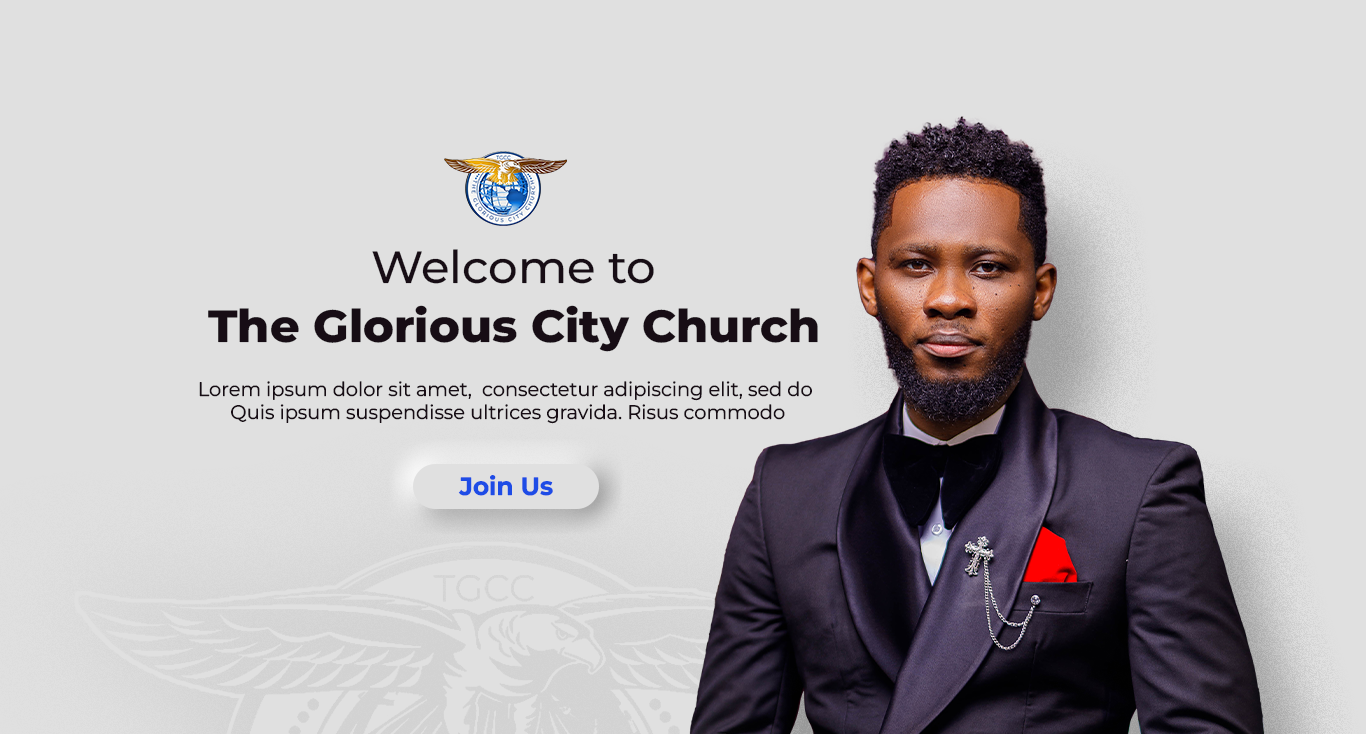 TGCC
THE GLORIOUS CITY CHURCH
Welcome to
The Glorious City Church
Lorem ipsum dolor sit amet,  consectetur adipiscing elit, sed do
Quis ipsum suspendisse ultrices gravida. Risus commodo
Join Us
TGCC